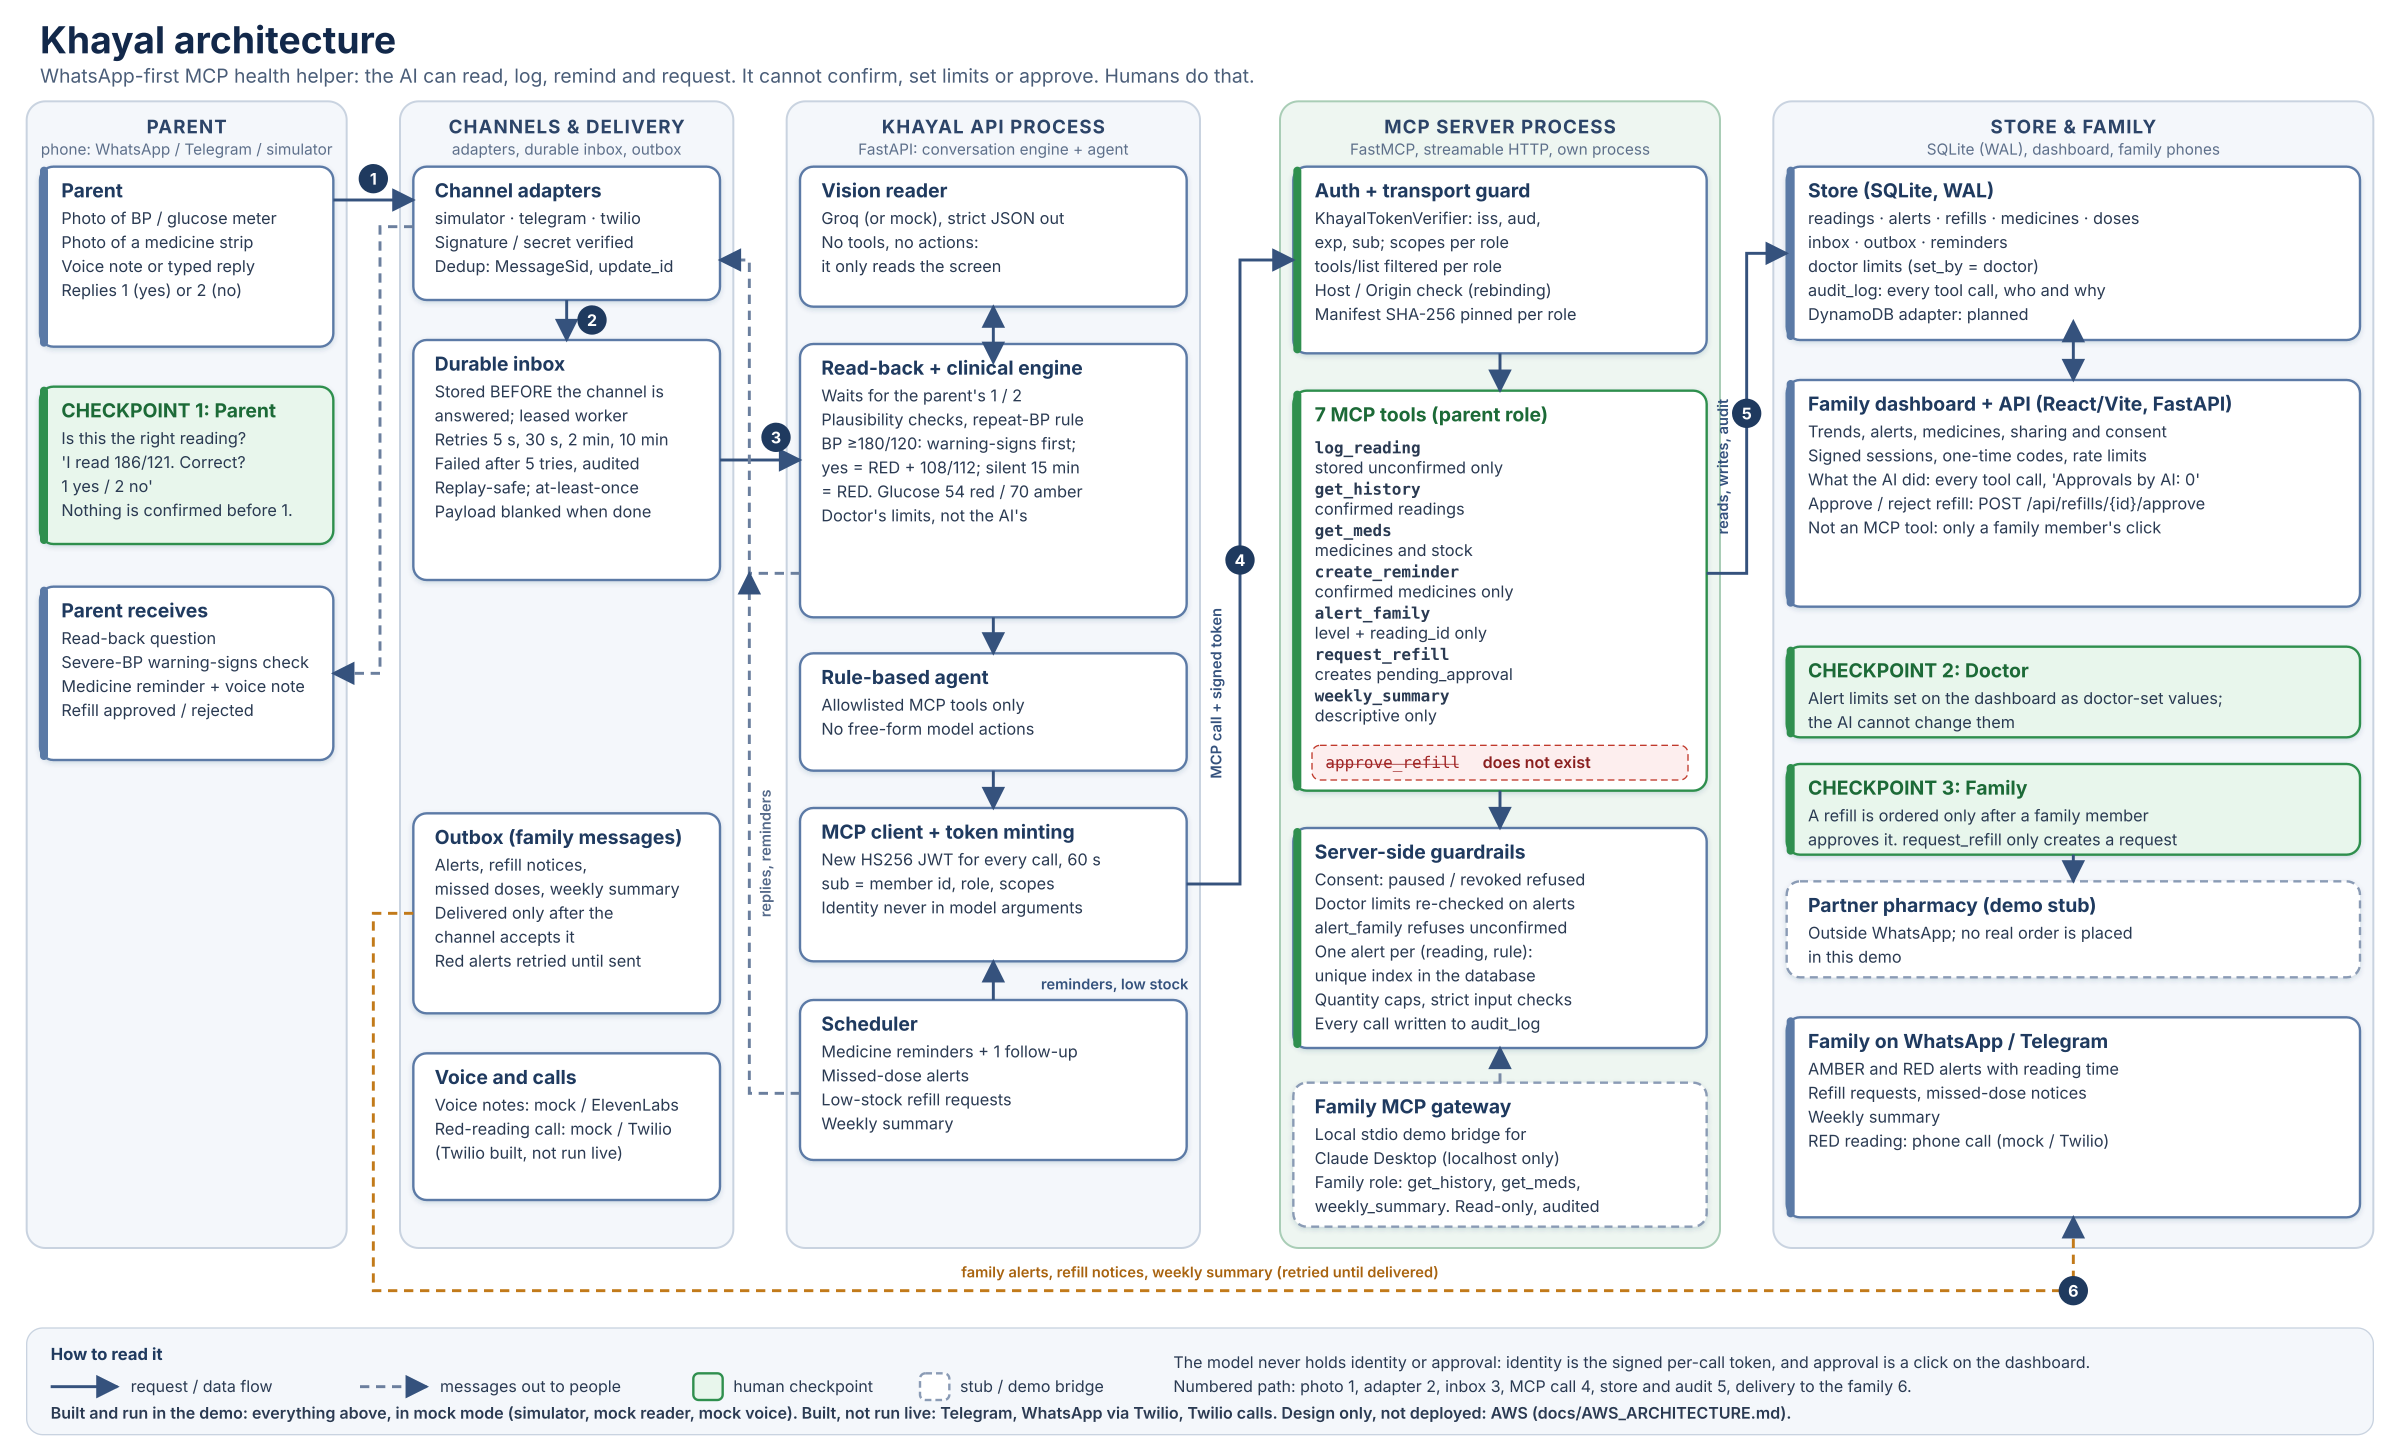 Khayal architecture
WhatsApp-first MCP health helper: the AI can read, log, remind and request. It cannot confirm, set limits or approve. Humans do that.
PARENT
phone: WhatsApp / Telegram / simulator
Parent
Photo of BP / glucose meter
Photo of a medicine strip
Voice note or typed reply
Replies 1 (yes) or 2 (no)
CHECKPOINT 1: Parent
Is this the right reading?
'I read 186/121. Correct?
1 yes / 2 no'
Nothing is confirmed before 1.
Parent receives
Read-back question
Severe-BP warning-signs check
Medicine reminder + voice note
Refill approved / rejected
1
CHANNELS & DELIVERY
adapters, durable inbox, outbox
Channel adapters
simulator · telegram · twilio
Signature / secret verified
Dedup: MessageSid, update_id
2
Durable inbox
Stored BEFORE the channel is
answered; leased worker
Retries 5 s, 30 s, 2 min, 10 min
Failed after 5 tries, audited
Replay-safe; at-least-once
Payload blanked when done
Outbox (family messages)
Alerts, refill notices,
missed doses, weekly summary
Delivered only after the
channel accepts it
Red alerts retried until sent
Voice and calls
Voice notes: mock / ElevenLabs
Red-reading call: mock / Twilio
(Twilio built, not run live)
3
replies, reminders
KHAYAL API PROCESS
FastAPI: conversation engine + agent
Vision reader
Groq (or mock), strict JSON out
No tools, no actions:
it only reads the screen
Read-back + clinical engine
Waits for the parent's 1 / 2
Plausibility checks, repeat-BP rule
BP ≥180/120: warning-signs first;
yes = RED + 108/112; silent 15 min
= RED. Glucose 54 red / 70 amber
Doctor's limits, not the AI's
Rule-based agent
Allowlisted MCP tools only
No free-form model actions
MCP client + token minting
New HS256 JWT for every call, 60 s
sub = member id, role, scopes
Identity never in model arguments
reminders, low stock
Scheduler
Medicine reminders + 1 follow-up
Missed-dose alerts
Low-stock refill requests
Weekly summary
4
MCP call + signed token
MCP SERVER PROCESS
FastMCP, streamable HTTP, own process
Auth + transport guard
KhayalTokenVerifier: iss, aud,
exp, sub; scopes per role
tools/list filtered per role
Host / Origin check (rebinding)
Manifest SHA-256 pinned per role
7 MCP tools (parent role)
log_reading
stored unconfirmed only
get_history
confirmed readings
get_meds
medicines and stock
create_reminder
confirmed medicines only
alert_family
level + reading_id only
request_refill
creates pending_approval
weekly_summary
descriptive only
approve_refill does not exist
Server-side guardrails
Consent: paused / revoked refused
Doctor limits re-checked on alerts
alert_family refuses unconfirmed
One alert per (reading, rule):
unique index in the database
Quantity caps, strict input checks
Every call written to audit_log
Family MCP gateway
Local stdio demo bridge for
Claude Desktop (localhost only)
Family role: get_history, get_meds,
weekly_summary. Read-only, audited
5
reads, writes, audit
STORE & FAMILY
SQLite (WAL), dashboard, family phones
Store (SQLite, WAL)
readings · alerts · refills · medicines · doses
inbox · outbox · reminders
doctor limits (set_by = doctor)
audit_log: every tool call, who and why
DynamoDB adapter: planned
Family dashboard + API (React/Vite, FastAPI)
Trends, alerts, medicines, sharing and consent
Signed sessions, one-time codes, rate limits
What the AI did: every tool call, 'Approvals by AI: 0'
Approve / reject refill: POST /api/refills/{id}/approve
Not an MCP tool: only a family member's click
CHECKPOINT 2: Doctor
Alert limits set on the dashboard as doctor-set values;
the AI cannot change them
CHECKPOINT 3: Family
A refill is ordered only after a family member
approves it. request_refill only creates a request
Partner pharmacy (demo stub)
Outside WhatsApp; no real order is placed
in this demo
Family on WhatsApp / Telegram
AMBER and RED alerts with reading time
Refill requests, missed-dose notices
Weekly summary
RED reading: phone call (mock / Twilio)
family alerts, refill notices, weekly summary (retried until delivered)
6
How to read it
request / data flow
messages out to people
human checkpoint
stub / demo bridge
The model never holds identity or approval: identity is the signed per-call token, and approval is a click on the dashboard.
Numbered path: photo 1, adapter 2, inbox 3, MCP call 4, store and audit 5, delivery to the family 6.
Built and run in the demo: everything above, in mock mode (simulator, mock reader, mock voice). Built, not run live: Telegram, WhatsApp via Twilio, Twilio calls. Design only, not deployed: AWS (docs/AWS_ARCHITECTURE.md).